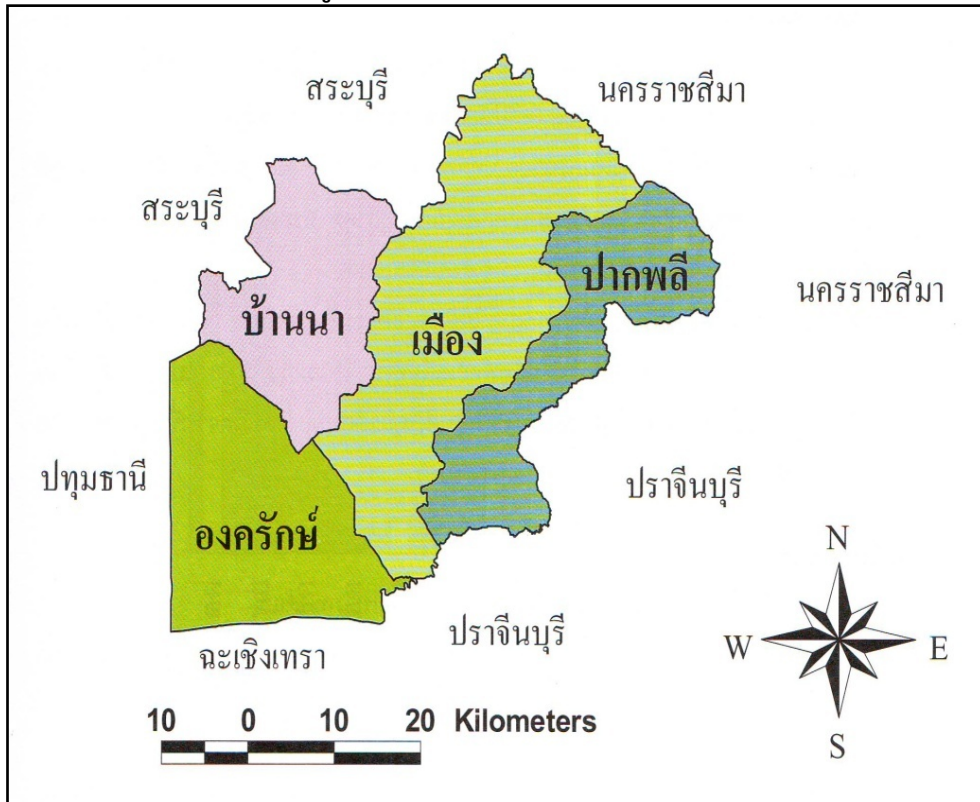 สระบุรี
นครราชสีมา
สระบุรี
ปากพลี
นครราชสีมา
บ้านนา
เมือง
ปทุมธานี
ปราจีนบุรี
องครักษ์
N
ปราจีนบุรี
W
E
ฉะเชิงเทรา
10 0 10 20 Kilometers
S